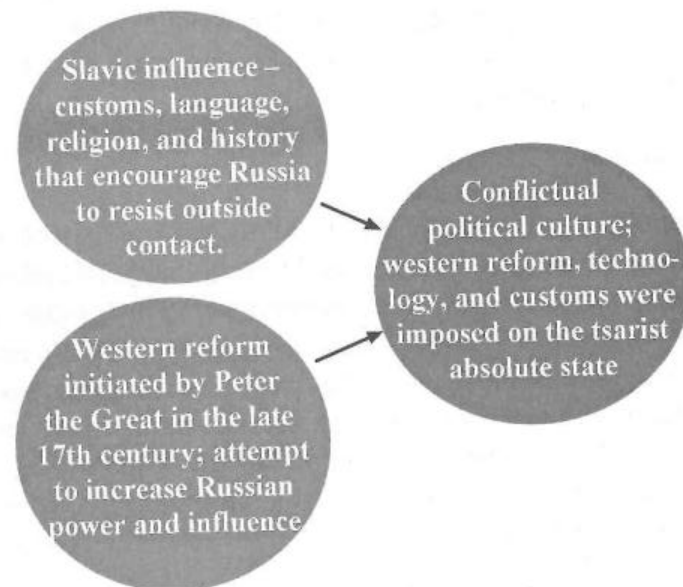 Slavic influence –
customs, language,
religion, and history
that encourage Russia
to resist outside
contact.
Western reform
initiated by Peter
the Great in the late
17th century; attempt
to increase Russian
power and influence
Conflictual
political culture;
western reform, techno-
logy, and customs were
imposed on the tsarist
absolute state